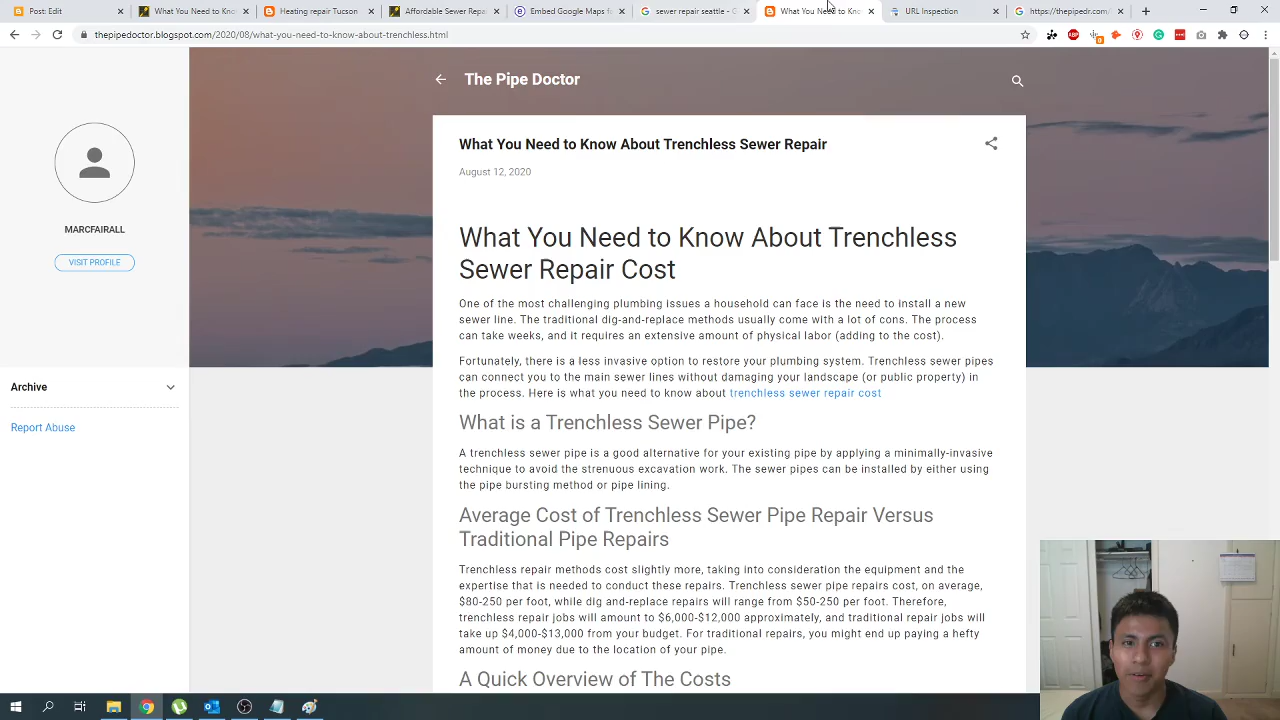 Post: Edit
What You Need to Kno
Heating repair Tucson
Affordable Sewer Repai
Embed Google Maps fo
sewer repair seattle - G
What You Need to Kno
URL Inspection
https://thepipedr.com/
thepipedoctor.blogspot.com/2020/08/what-you-need-to-know-about-trenchless.html
The Pipe Doctor
MARCFAIRALL
VISIT PROFILE
Archive
Report Abuse
What You Need to Know About Trenchless Sewer Repair
August 12, 2020
What You Need to Know About Trenchless
Sewer Repair Cost
One of the most challenging plumbing issues a household can face is the need to install a new
sewer line. The traditional dig-and-replace methods usually come with a lot of cons. The process
can take weeks, and it requires an extensive amount of physical labor (adding to the cost).
Fortunately, there is a less invasive option to restore your plumbing system. Trenchless sewer pipes
can connect you to the main sewer lines without damaging your landscape (or public property) in
the process. Here is what you need to know about trenchless sewer repair cost
What is a Trenchless Sewer Pipe?
A trenchless sewer pipe is a good alternative for your existing pipe by applying a minimally-invasive
technique to avoid the strenuous excavation work. The sewer pipes can be installed by either using
the pipe bursting method or pipe lining.
Average Cost of Trenchless Sewer Pipe Repair Versus
Traditional Pipe Repairs
Trenchless repair methods cost slightly more, taking into consideration the equipment and the
expertise that is needed to conduct these repairs. Trenchless sewer pipe repairs cost, on average,
$80-250 per foot, while dig and-replace repairs will range from $50-250 per foot. Therefore,
trenchless repair jobs will amount to $6,000-$12,000 approximately, and traditional repair jobs will
take up $4,000-$13,000 from your budget. For traditional repairs, you might end up paying a hefty
amount of money due to the location of your pipe.
A Quick Overview of The Costs